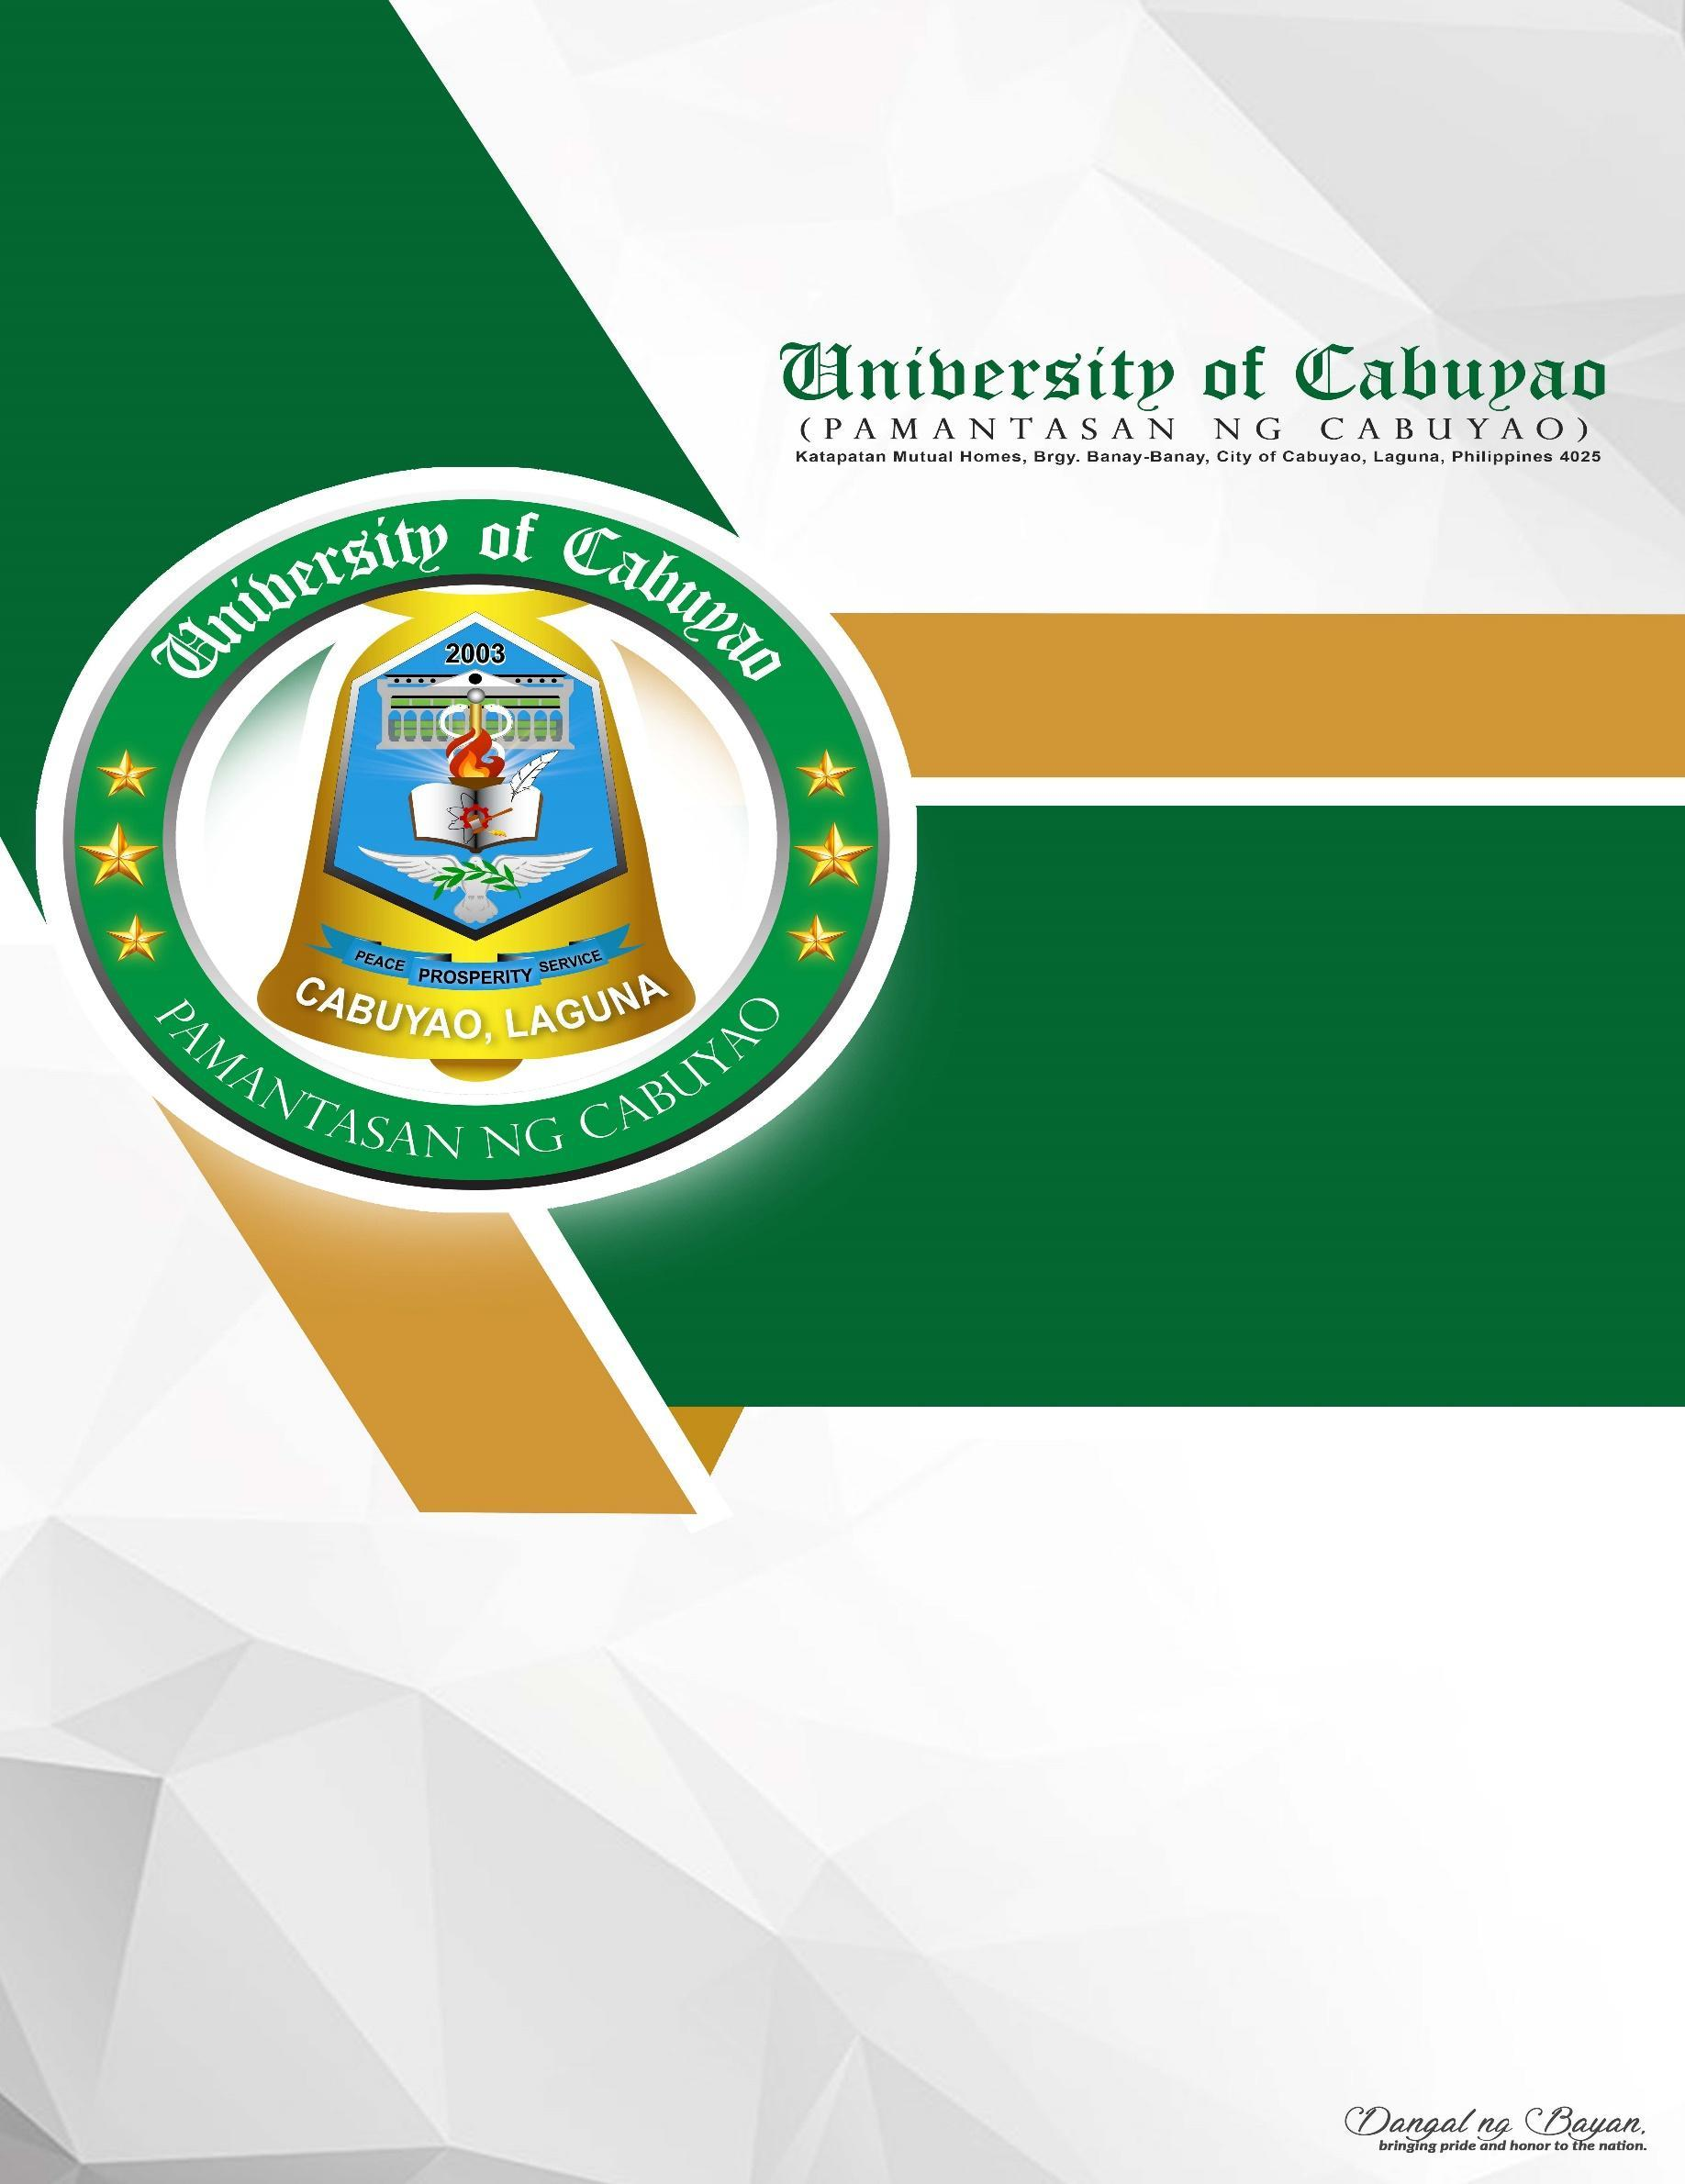 University of Cabuyao
(PAMANTASAN NG CABUYAO)
Katapatan Mutual Homes, Brgy. Banay-Banay, City of Cabuyao, Laguna, Philippines 4025
University of Cabuyao
2003
PEACE PROSPERITY SERVICE
CABUYAO, LAGUNA
PAMANTASAN NG CABUYAO
Dangal ng Bayan,
bringing pride and honor to the nation.